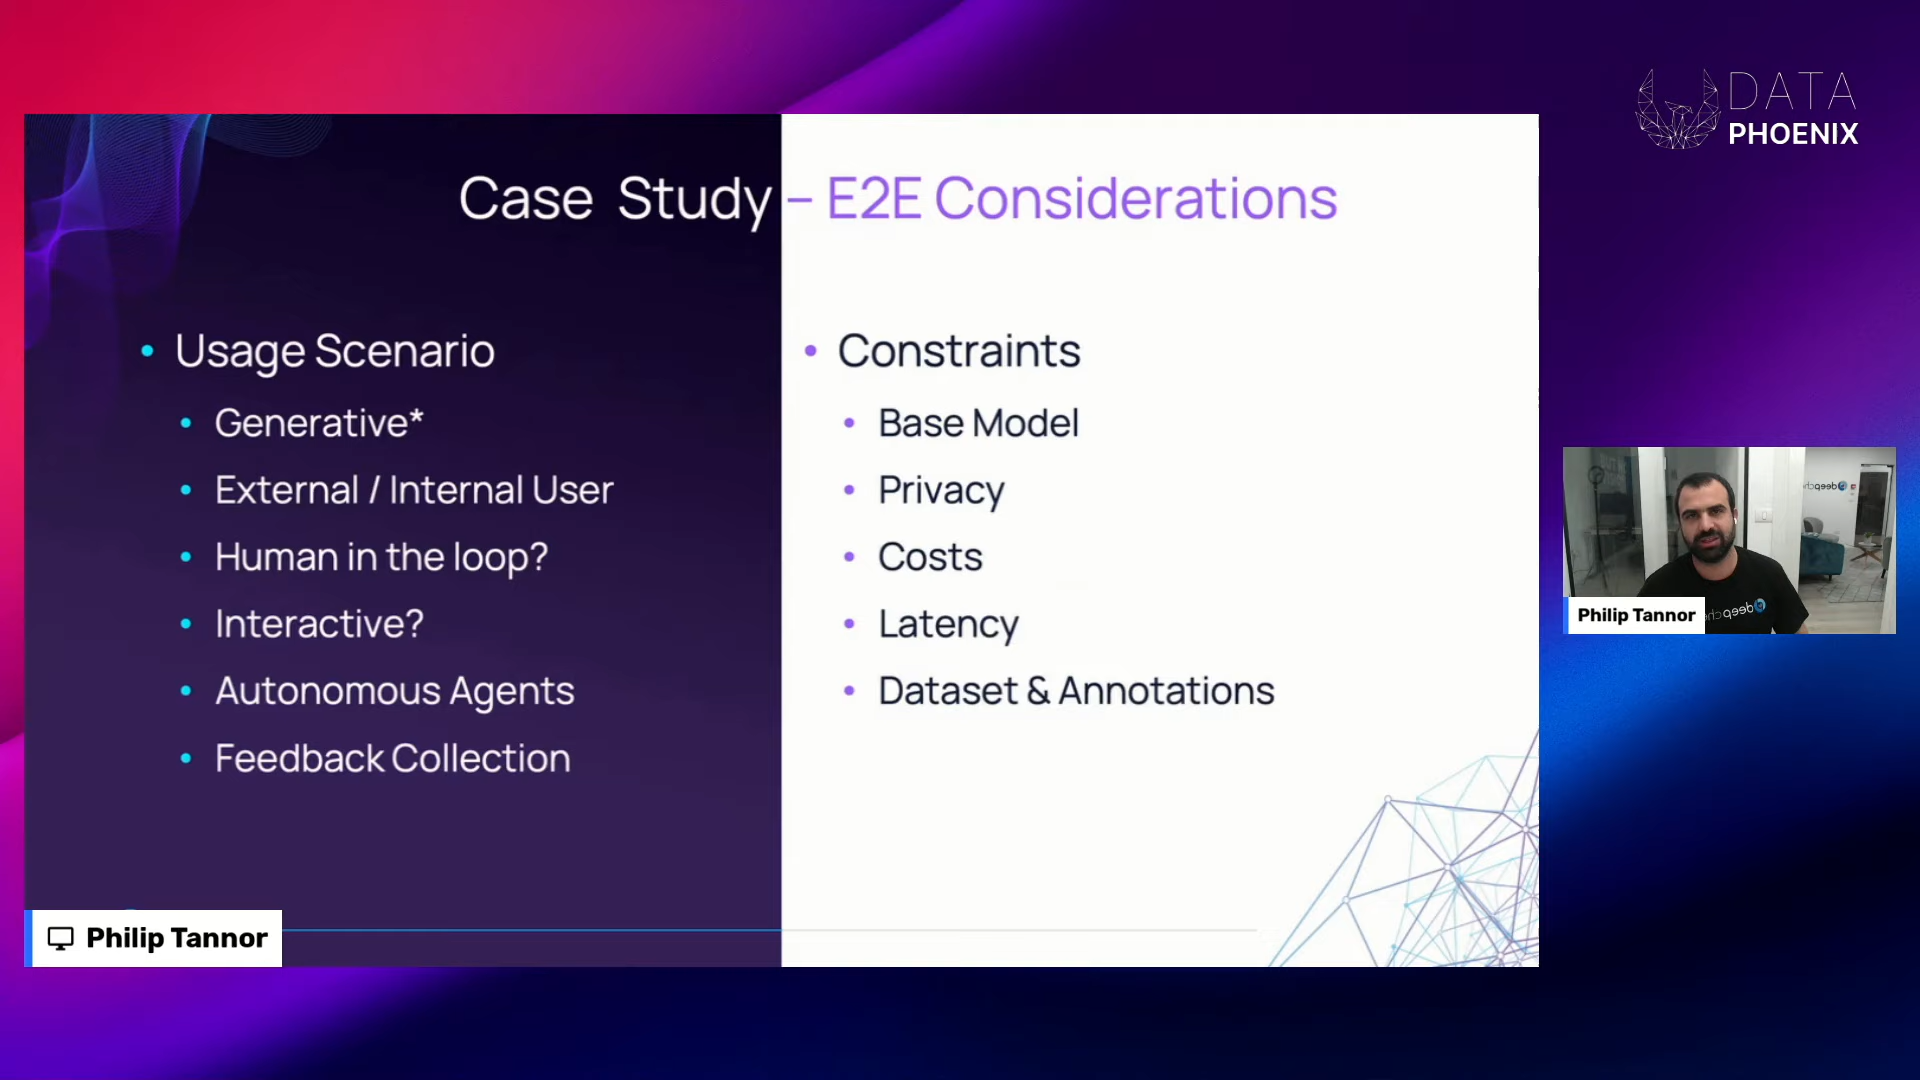 DATA
PHOENIX
Case Study – E2E Considerations
• Usage Scenario
• Generative*
• External / Internal User
• Human in the loop?
• Interactive?
• Autonomous Agents
• Feedback Collection
• Constraints
• Base Model
• Privacy
• Costs
• Latency
• Dataset & Annotations
Philip Tannor
Philip Tannor